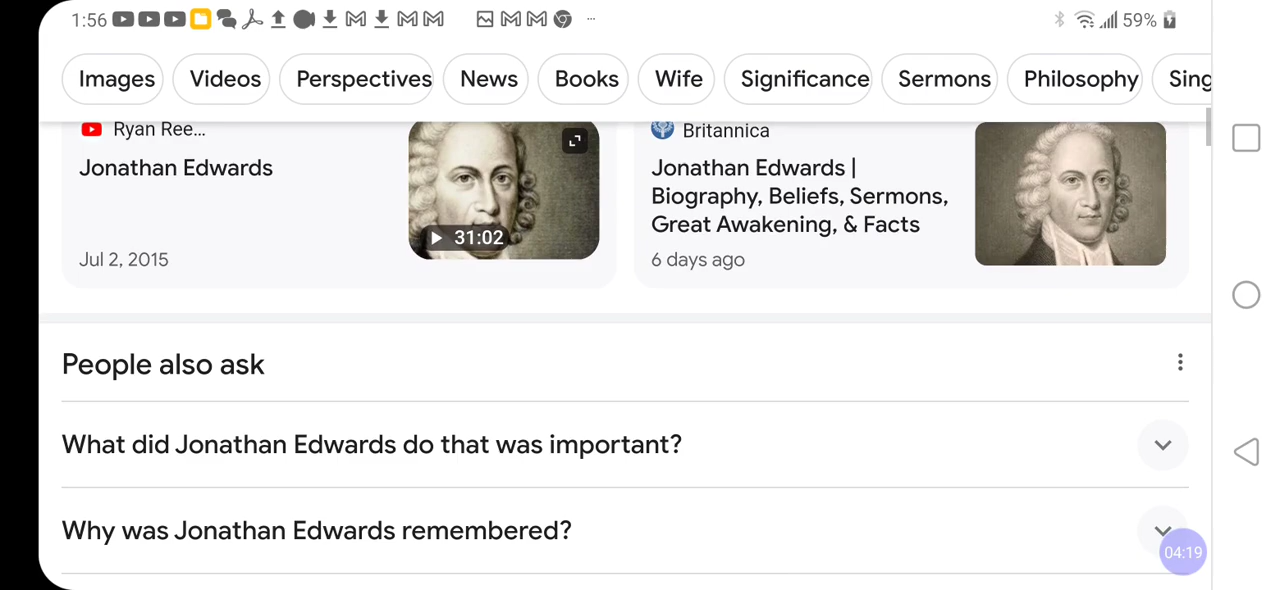 1:56
59%
Images Videos Perspectives News Books Wife Significance Sermons Philosophy Sing
Ryan Ree...
Jonathan Edwards
31:02
Jul 2, 2015
Britannica
Jonathan Edwards |
Biography, Beliefs, Sermons,
Great Awakening, & Facts
6 days ago
People also ask
What did Jonathan Edwards do that was important?
Why was Jonathan Edwards remembered?
04:19